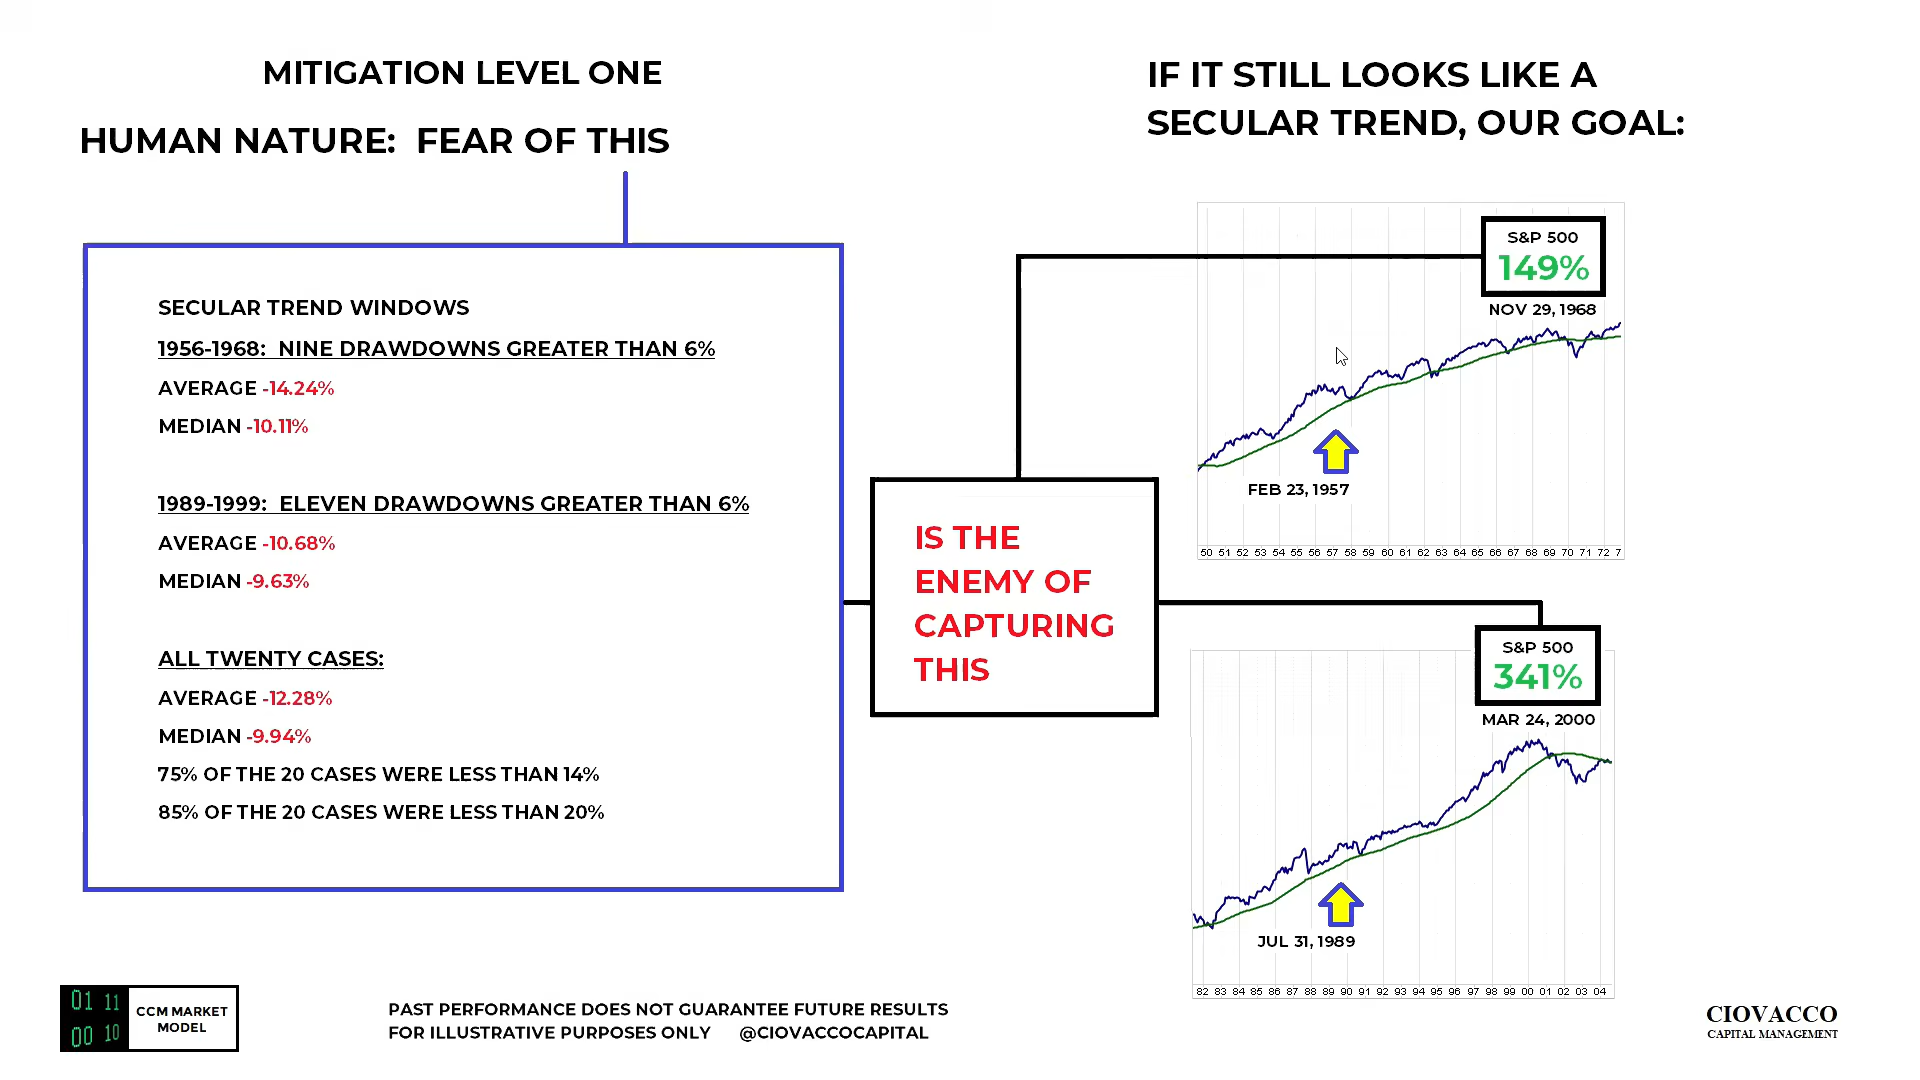 MITIGATION LEVEL ONE
HUMAN NATURE:  FEAR OF THIS
SECULAR TREND WINDOWS
1956-1968:  NINE DRAWDOWNS GREATER THAN 6%
AVERAGE -14.24%
MEDIAN -10.11%
1989-1999:  ELEVEN DRAWDOWNS GREATER THAN 6%
AVERAGE -10.68%
MEDIAN -9.63%
ALL TWENTY CASES:
AVERAGE -12.28%
MEDIAN -9.94%
75% OF THE 20 CASES WERE LESS THAN 14%
85% OF THE 20 CASES WERE LESS THAN 20%
IS THE
ENEMY OF
CAPTURING
THIS
IF IT STILL LOOKS LIKE A
SECULAR TREND, OUR GOAL:
S&P 500
149%
NOV 29, 1968
FEB 23, 1957
50 51 52 53 54 55 56 57 58 59 60 61 62 63 64 65 66 67 68 69 70 71 72 7
S&P 500
341%
MAR 24, 2000
JUL 31, 1989
82 83 84 85 86 87 88 89 90 91 92 93 94 95 96 97 98 99 00 01 02 03 04
01 11
00 10
CCM MARKET
MODEL
PAST PERFORMANCE DOES NOT GUARANTEE FUTURE RESULTS
FOR ILLUSTRATIVE PURPOSES ONLY     @CIOVACCOCAPITAL
CIOVACCO
CAPITAL MANAGEMENT